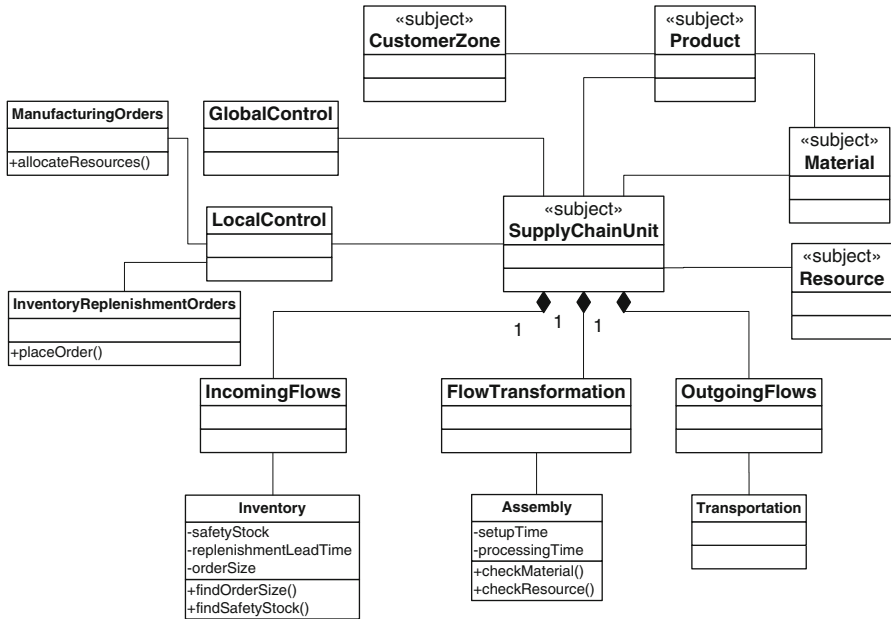 «subject»
CustomerZone
«subject»
Product
ManufacturingOrders
+allocateResources()
GlobalControl
«subject»
Material
LocalControl
«subject»
SupplyChainUnit
«subject»
Resource
InventoryReplenishmentOrders
+placeOrder()
1
1
1
IncomingFlows
FlowTransformation
OutgoingFlows
Inventory
-safetyStock
-replenishmentLeadTime
-orderSize
+findOrderSize()
+findSafetyStock()
Assembly
-setupTime
-processingTime
+checkMaterial()
+checkResource()
Transportation